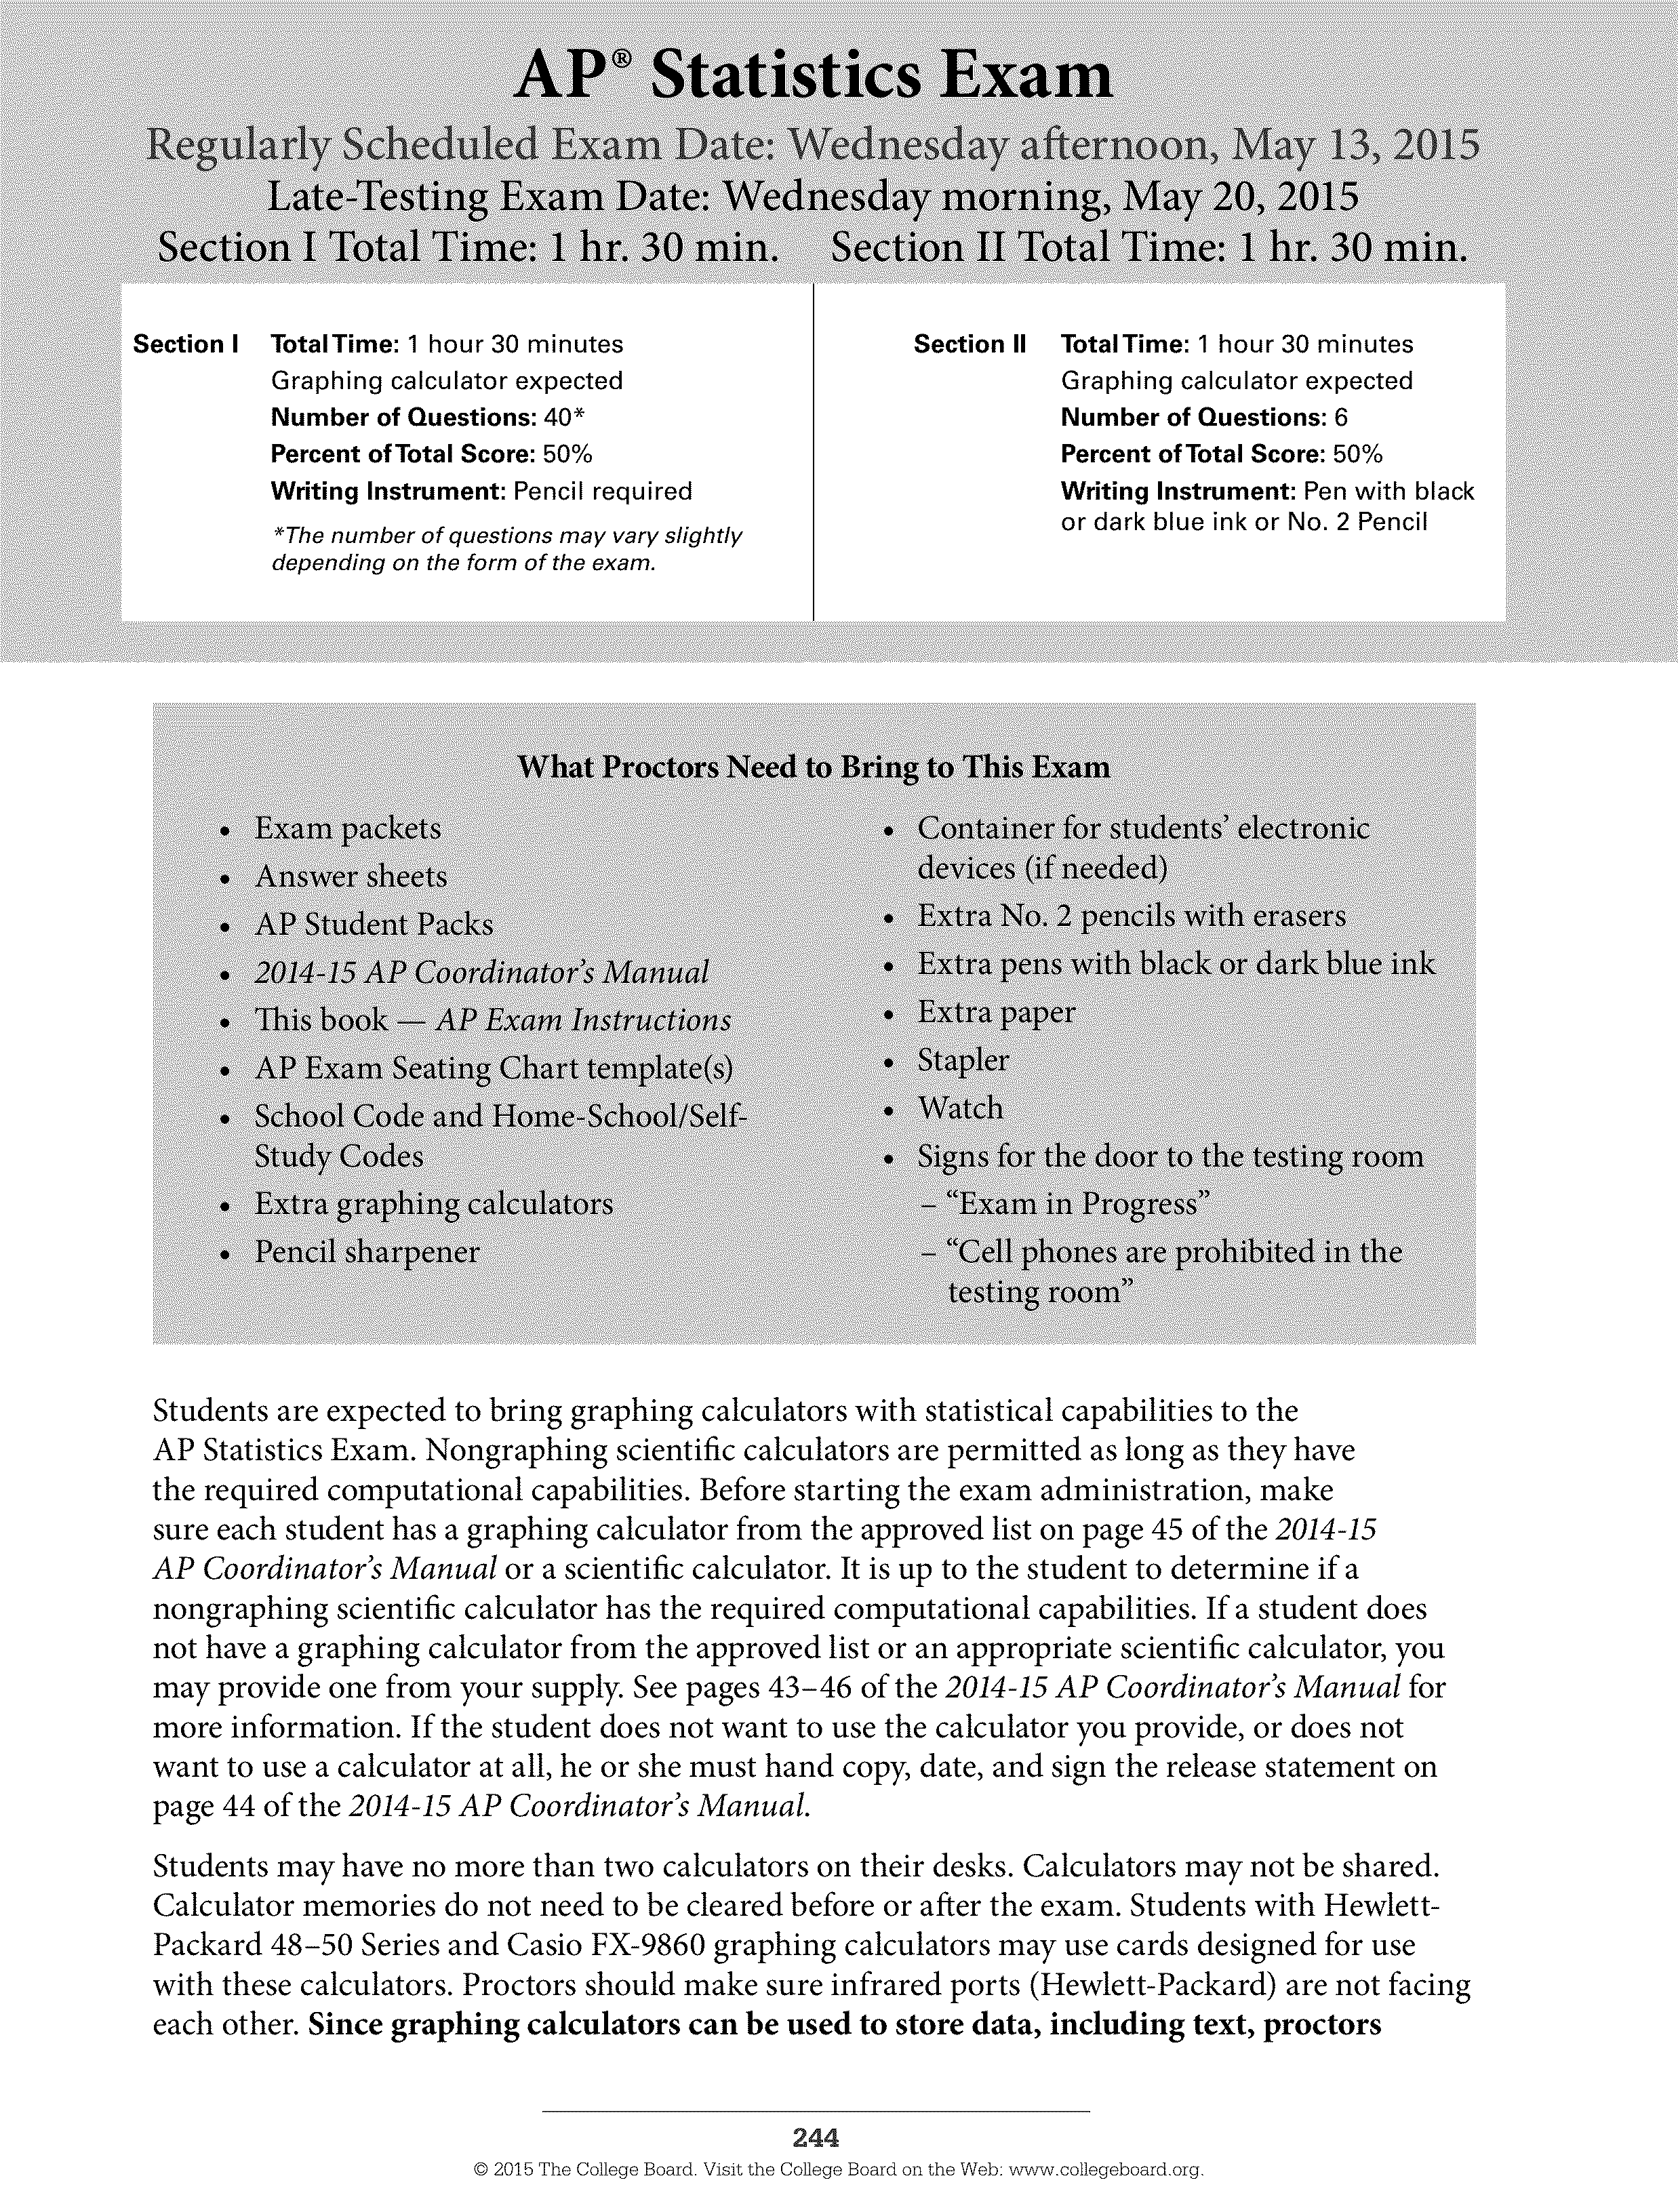 AP® Statistics Exam
Regularly Scheduled Exam Date: Wednesday afternoon, May 13, 2015
Late-Testing Exam Date: Wednesday morning, May 20, 2015
Section I Total Time: 1 hr. 30 min. Section II Total Time: 1 hr. 30 min.
Section I Total Time: 1 hour 30 minutes
Graphing calculator expected
Number of Questions: 40*
Percent of Total Score: 50%
Writing Instrument: Pencil required
*The number of questions may vary slightly
depending on the form of the exam.
Section II Total Time: 1 hour 30 minutes
Graphing calculator expected
Number of Questions: 6
Percent of Total Score: 50%
Writing Instrument: Pen with black
or dark blue ink or No. 2 Pencil
What Proctors Need to Bring to This Exam
• Exam packets
• Answer sheets
• AP Student Packs
• 2014-15 AP Coordinator's Manual
• This book — AP Exam Instructions
• AP Exam Seating Chart template(s)
• School Code and Home-School/Self-
Study Codes
• Extra graphing calculators
• Pencil sharpener
• Container for students' electronic
devices (if needed)
• Extra No. 2 pencils with erasers
• Extra pens with black or dark blue ink
• Extra paper
• Stapler
• Watch
• Signs for the door to the testing room
– “Exam in Progress”
– “Cell phones are prohibited in the
testing room”
Students are expected to bring graphing calculators with statistical capabilities to the
AP Statistics Exam. Nongraphing scientific calculators are permitted as long as they have
the required computational capabilities. Before starting the exam administration, make
sure each student has a graphing calculator from the approved list on page 45 of the 2014-15
AP Coordinator's Manual or a scientific calculator. It is up to the student to determine if a
nongraphing scientific calculator has the required computational capabilities. If a student does
not have a graphing calculator from the approved list or an appropriate scientific calculator, you
may provide one from your supply. See pages 43–46 of the 2014-15 AP Coordinator's Manual for
more information. If the student does not want to use the calculator you provide, or does not
want to use a calculator at all, he or she must hand copy, date, and sign the release statement on
page 44 of the 2014-15 AP Coordinator's Manual.
Students may have no more than two calculators on their desks. Calculators may not be shared.
Calculator memories do not need to be cleared before or after the exam. Students with Hewlett-
Packard 48–50 Series and Casio FX-9860 graphing calculators may use cards designed for use
with these calculators. Proctors should make sure infrared ports (Hewlett-Packard) are not facing
each other. Since graphing calculators can be used to store data, including text, proctors
244
© 2015 The College Board. Visit the College Board on the Web: www.collegeboard.org.